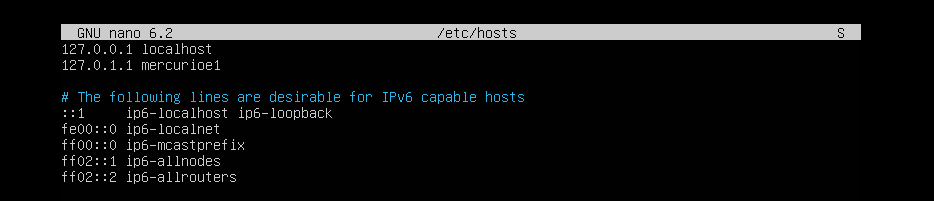 GNU nano 6.2 /etc/hosts S
127.0.0.1 localhost
127.0.1.1 mercurioe1
# The following lines are desirable for IPv6 capable hosts
::1 ip6-localhost ip6-loopback
fe00::0 ip6-localnet
ff00::0 ip6-mcastprefix
ff02::1 ip6-allnodes
ff02::2 ip6-allrouters